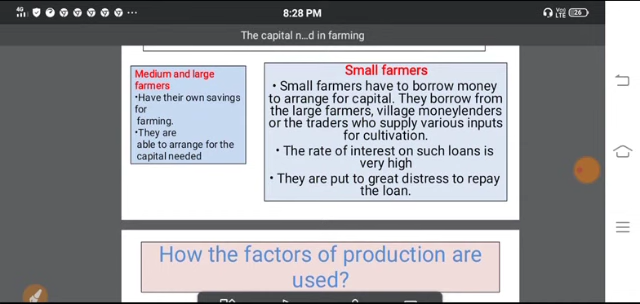 4G 8:28 PM Vo) LTE 26
The capital n...d in farming
Medium and large
farmers
•Have their own savings
for
farming.
•They are
able to arrange for the
capital needed
Small farmers
• Small farmers have to borrow money
to arrange for capital. They borrow from
the large farmers, village moneylenders
or the traders who supply various inputs
for cultivation.
• The rate of interest on such loans is
very high
• They are put to great distress to repay
the loan.
How the factors of production are
used?